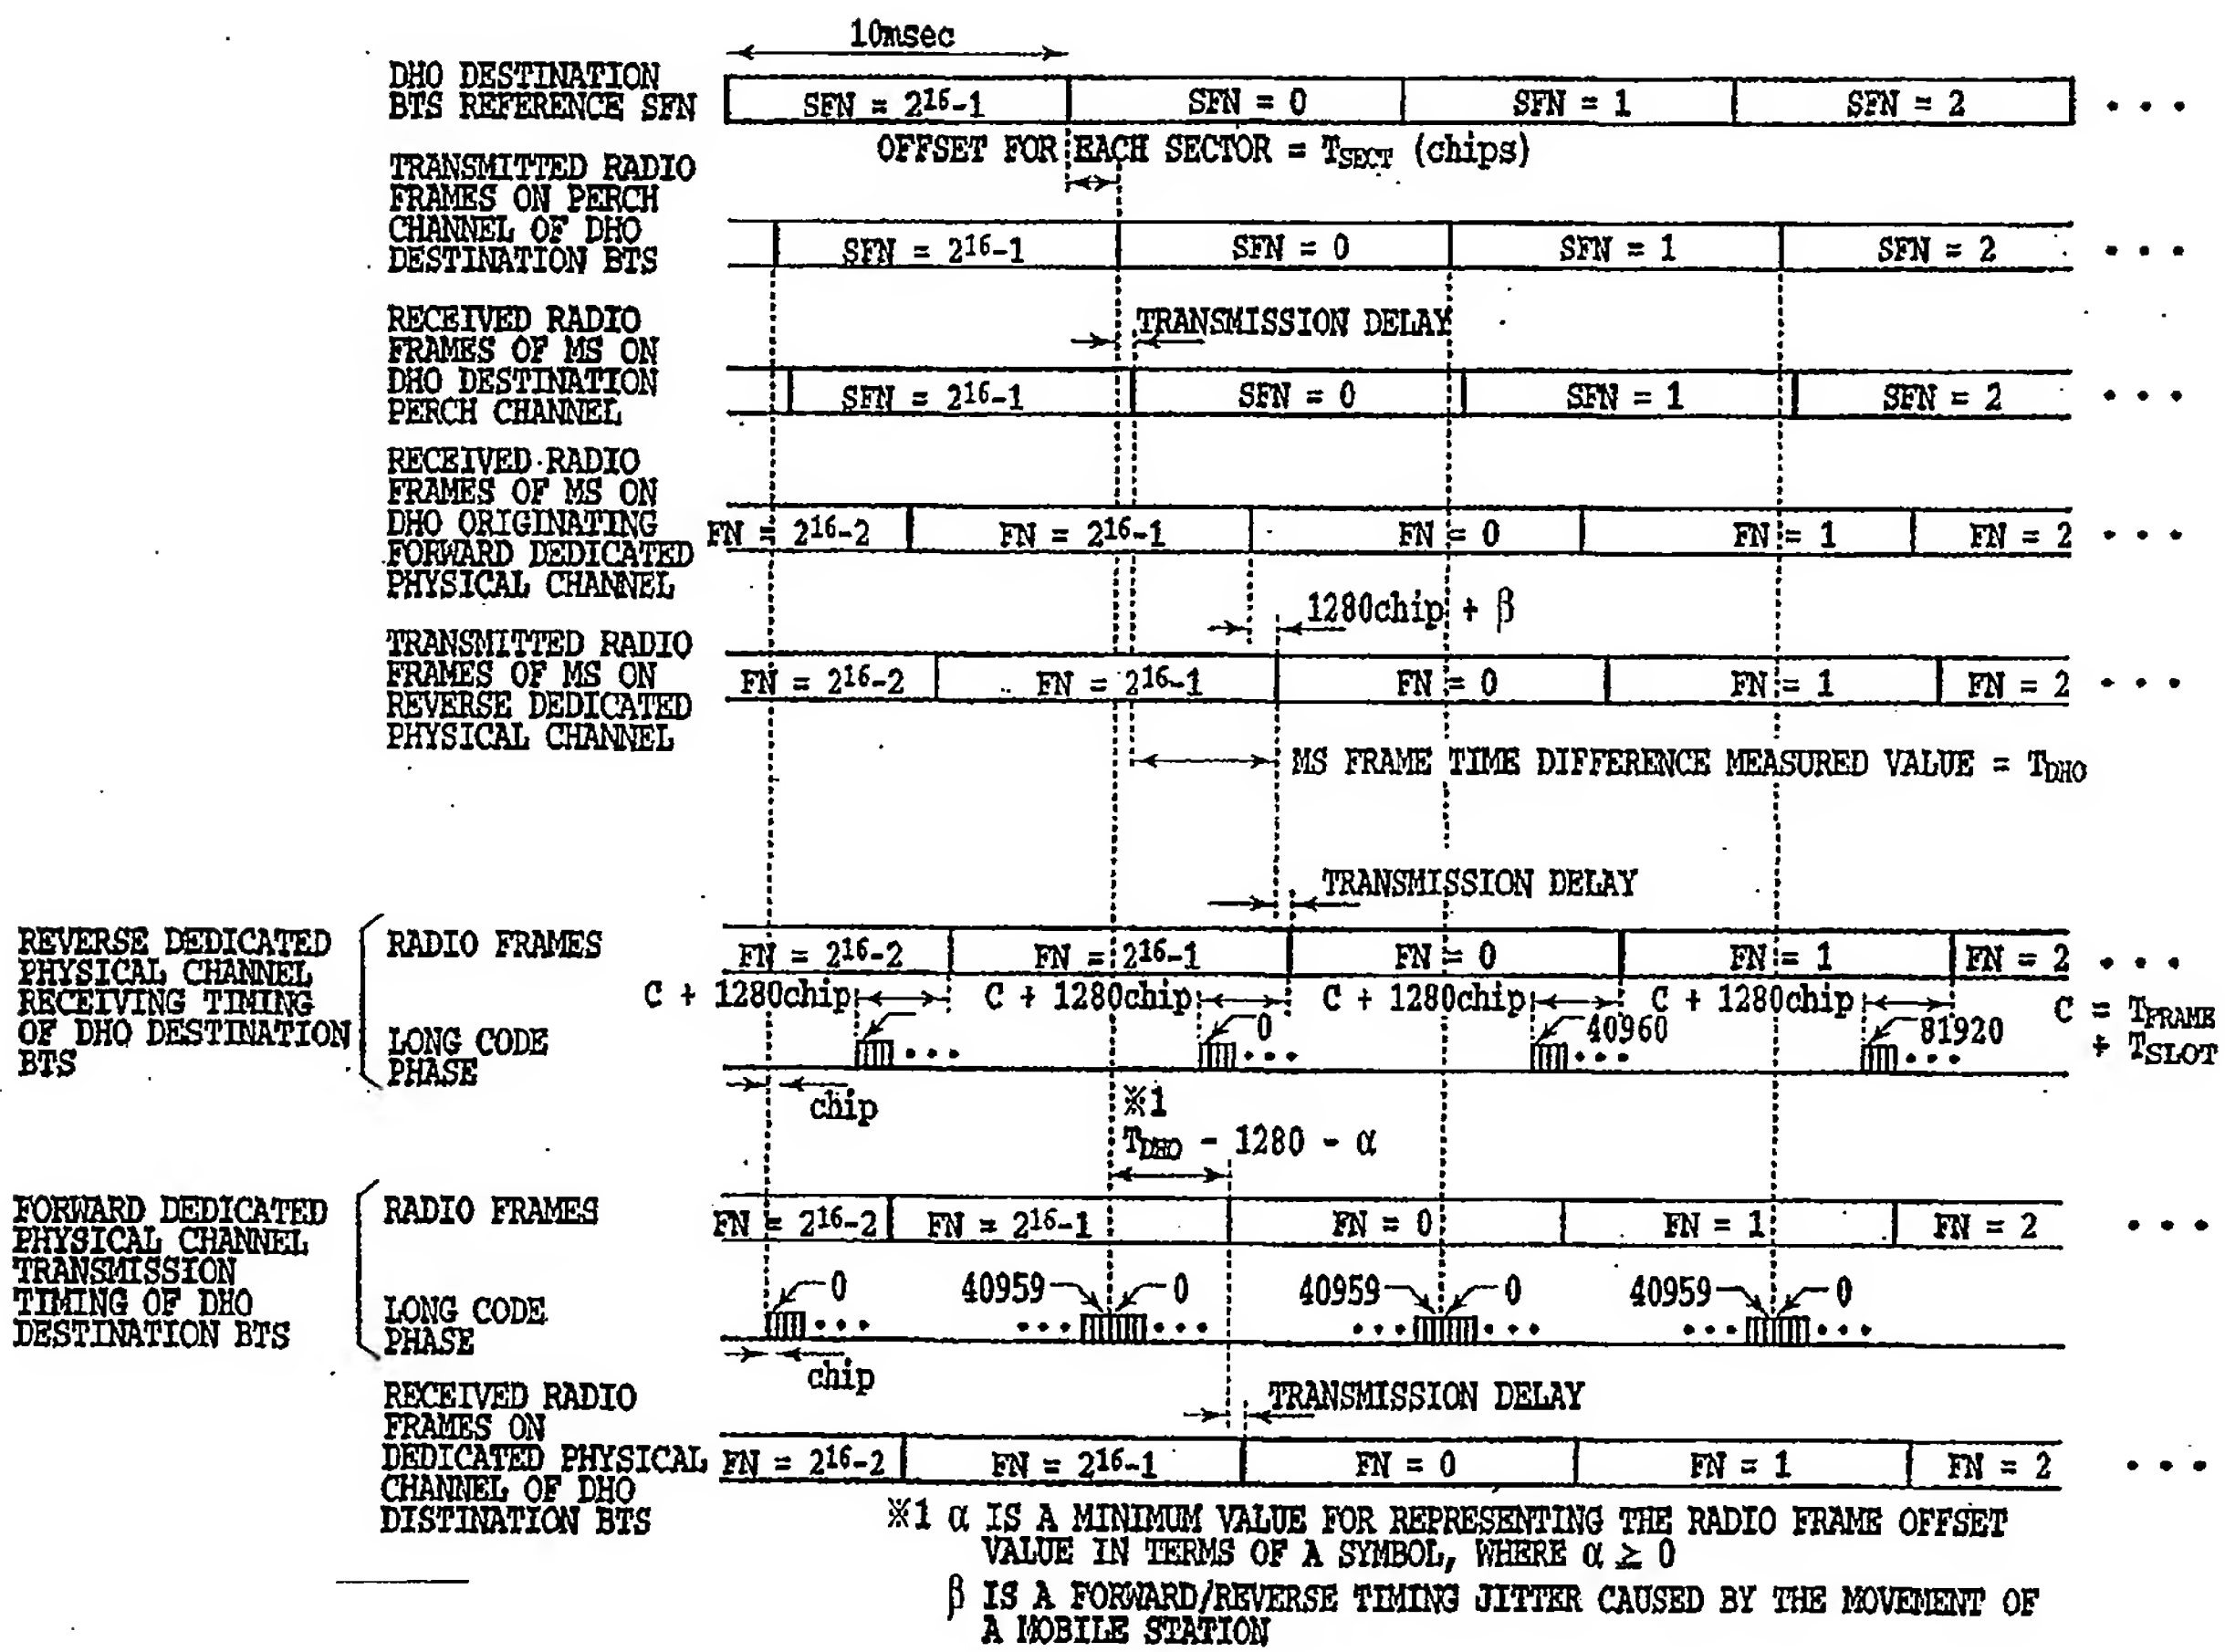 10msec
DHO DESTINATION
BTS REFERENCE SFN
SFN = 2¹⁶-1 SFN = 0 SFN = 1 SFN = 2 • • •
OFFSET FOR EACH SECTOR = T_SECT (chips)
TRANSMITTED RADIO
FRAMES ON PERCH
CHANNEL OF DHO
DESTINATION BTS
SFN = 2¹⁶-1 SFN = 0 SFN = 1 SFN = 2 • • •
TRANSMISSION DELAY
RECEIVED RADIO
FRAMES OF MS ON
DHO DESTINATION
PERCH CHANNEL
SFN = 2¹⁶-1 SFN = 0 SFN = 1 SFN = 2 • • •
RECEIVED RADIO
FRAMES OF MS ON
DHO ORIGINATING
FORWARD DEDICATED
PHYSICAL CHANNEL
FN = 2¹⁶-2 FN = 2¹⁶-1 FN = 0 FN = 1 FN = 2 • • •
1280chip + β
TRANSMITTED RADIO
FRAMES OF MS ON
REVERSE DEDICATED
PHYSICAL CHANNEL
FN = 2¹⁶-2 FN = 2¹⁶-1 FN = 0 FN = 1 FN = 2 • • •
MS FRAME TIME DIFFERENCE MEASURED VALUE = T_DHO
TRANSMISSION DELAY
REVERSE DEDICATED
PHYSICAL CHANNEL
RECEIVING TIMING
OF DHO DESTINATION
BTS
RADIO FRAMES
FN = 2¹⁶-2 FN = 2¹⁶-1 FN = 0 FN = 1 FN = 2 • • •
C + 1280chip C + 1280chip C + 1280chip C + 1280chip
C = T_FRAME
+ T_SLOT
LONG CODE
PHASE
0 40960 81920
chip
※1
T_DHO - 1280 - α
FORWARD DEDICATED
PHYSICAL CHANNEL
TRANSMISSION
TIMING OF DHO
DESTINATION BTS
RADIO FRAMES
FN = 2¹⁶-2 FN = 2¹⁶-1 FN = 0 FN = 1 FN = 2 • • •
LONG CODE
PHASE
0 40959 0 40959 0 40959 0
chip
TRANSMISSION DELAY
RECEIVED RADIO
FRAMES ON
DEDICATED PHYSICAL
CHANNEL OF DHO
DISTINATION BTS
FN = 2¹⁶-2 FN = 2¹⁶-1 FN = 0 FN = 1 FN = 2 • • •
※1 α IS A MINIMUM VALUE FOR REPRESENTING THE RADIO FRAME OFFSET
VALUE IN TERMS OF A SYMBOL, WHERE α ≥ 0
β IS A FORWARD/REVERSE TIMING JITTER CAUSED BY THE MOVEMENT OF
A MOBILE STATION